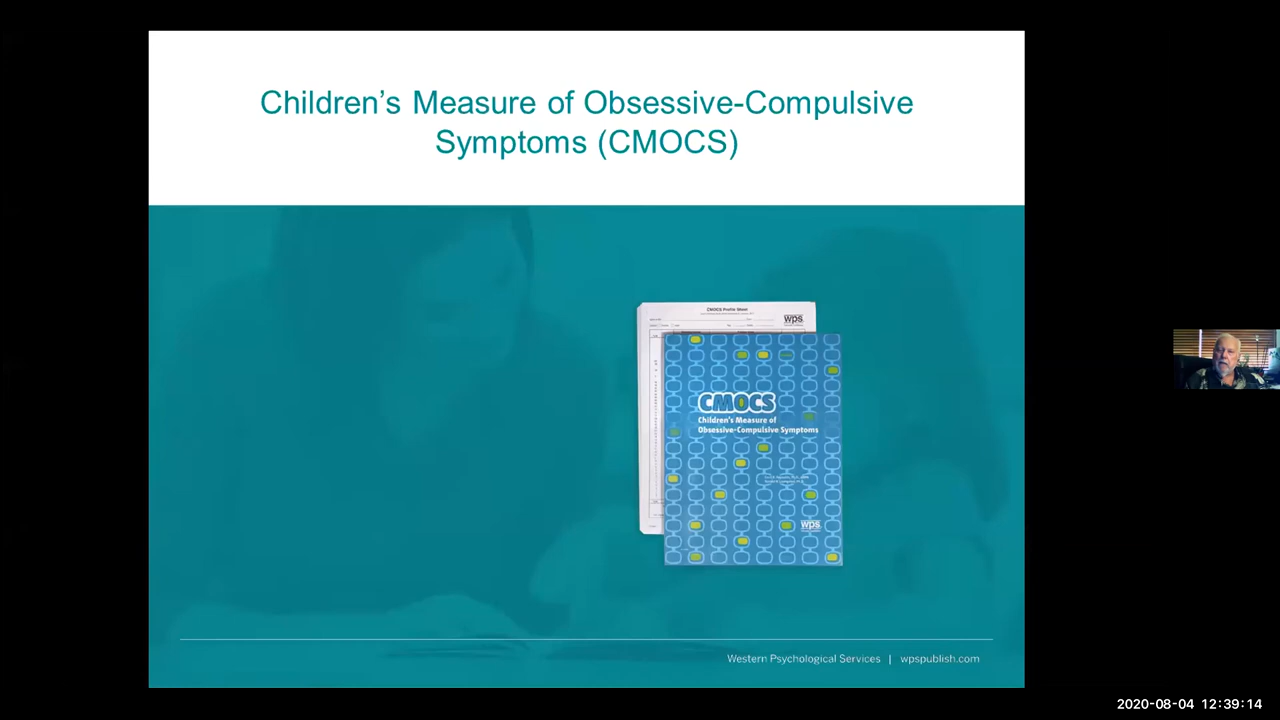 Children’s Measure of Obsessive-Compulsive
Symptoms (CMOCS)
CMOCS Profile Sheet
wps
CMOCS
Children's Measure of
Obsessive-Compulsive Symptoms
wps
Western Psychological Services | wpspublish.com
2020-08-04 12:39:14